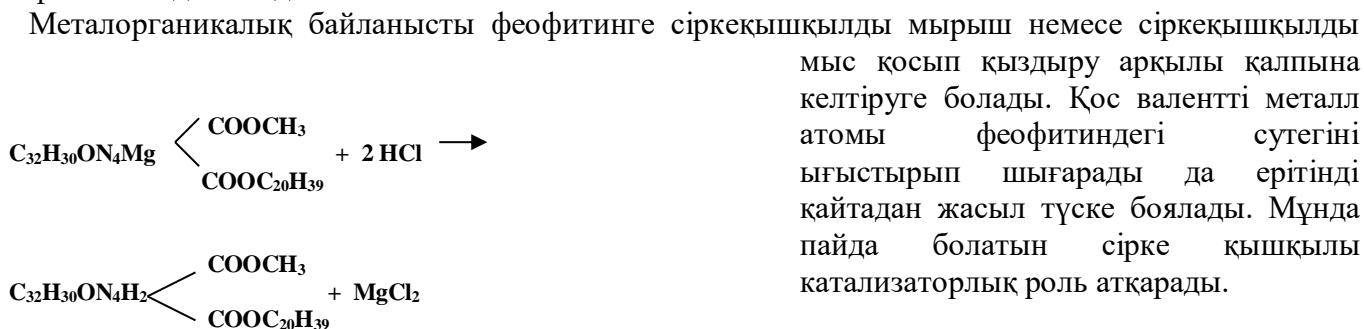 Металорганикалық байланысты феофитинге сіркеқышқылды мырыш немесе сіркеқышқылды
мыс қосып қыздыру арқылы қалпына
келтіруге болады. Қос валентті металл
атомы феофитиндегі сутегіні
ығыстырып шығарады да ерітінді
қайтадан жасыл түске боялады. Мұнда
пайда болатын сірке қышқылы
катализаторлық роль атқарады.
COOCH₃
C₃₂H₃₀ON₄Mg + 2 HCl →
COOC₂₀H₃₉
COOCH₃
C₃₂H₃₀ON₄H₂ + MgCl₂
COOC₂₀H₃₉